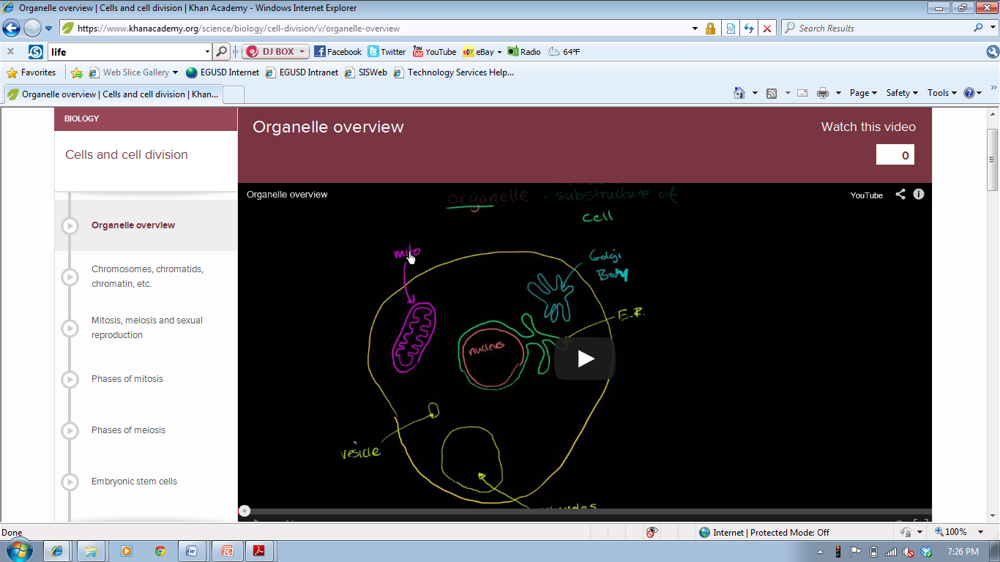 Organelle overview | Cells and cell division | Khan Academy - Windows Internet Explorer
https://www.khanacademy.org/science/biology/cell-division/v/organelle-overview
Search Results
life
DJ BOX
Facebook
Twitter
You Tube YouTube
eBay
Radio
64°F
Favorites
Web Slice Gallery
EGUSD Internet
EGUSD Intranet
SISWeb
Technology Services Help...
Organelle overview | Cells and cell division | Khan...
Page
Safety
Tools
BIOLOGY
Cells and cell division
Organelle overview
Chromosomes, chromatids,
chromatin, etc.
Mitosis, meiosis and sexual
reproduction
Phases of mitosis
Phases of meiosis
Embryonic stem cells
Organelle overview
Watch this video
0
Organelle overview
YouTube
organelle - substructure of
cell
mito
Golgi
Body
E.R.
nucleus
vesicle
Done
Internet | Protected Mode: Off
100%
7:26 PM